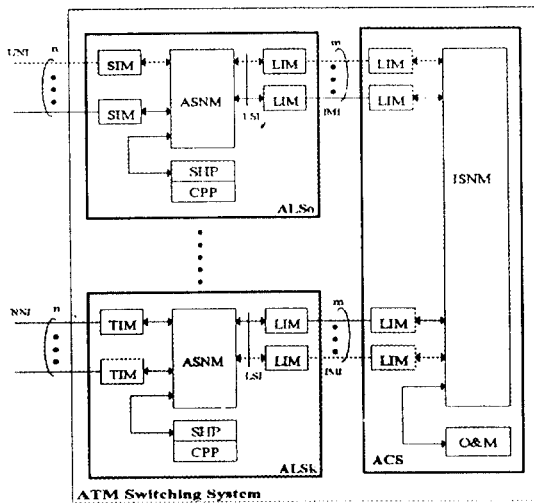 UNI n SIM ASNM LIM m LIM ISNM
SIM LIM LIM
LSI IMI
SHP
CPP
ALSo
NNI n TIM ASNM LIM m LIM
TIM LIM LIM
LSI
SHP
CPP
ALSk
O&M
ACS
ATM Switching System